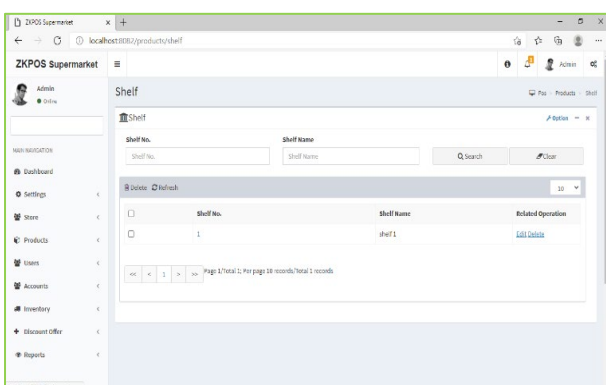 ZKPOS Supermarket
localhost:8082/products/shelf
ZKPOS Supermarket
Admin
Admin
Online
Shelf
Pos Products Shelf
Shelf
Option
Shelf No.
Shelf Name
Shelf No.
Shelf Name
Search
Clear
MAIN NAVIGATION
Dashboard
Settings
Store
Products
Users
Accounts
Inventory
Discount Offer
Reports
Delete Refresh
10
Shelf No. Shelf Name Related Operation
1 shelf 1 Edit Delete
<< < 1 > >> Page 1/Total 1; Per page 10 records/Total 1 records